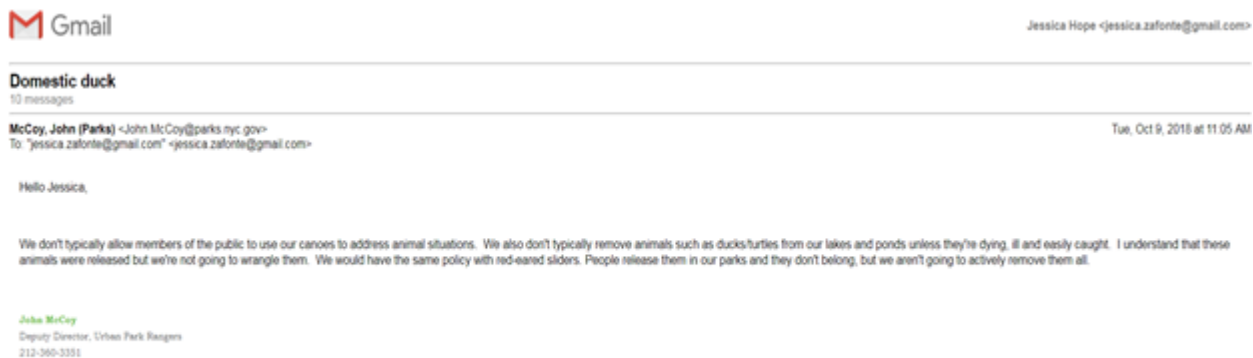 Gmail
Jessica Hope <jessica.zafonte@gmail.com>
Domestic duck
10 messages
McCoy, John (Parks) <John.McCoy@parks.nyc.gov>
Tue, Oct 9, 2018 at 11:05 AM
To: "jessica.zafonte@gmail.com" <jessica.zafonte@gmail.com>
Hello Jessica,
We don't typically allow members of the public to use our canoes to address animal situations. We also don't typically remove animals such as ducks/turtles from our lakes and ponds unless they're dying, ill and easily caught. I understand that these
animals were released but we're not going to wrangle them. We would have the same policy with red-eared sliders. People release them in our parks and they don't belong, but we aren't going to actively remove them all.
John McCoy
Deputy Director, Urban Park Rangers
212-360-3351